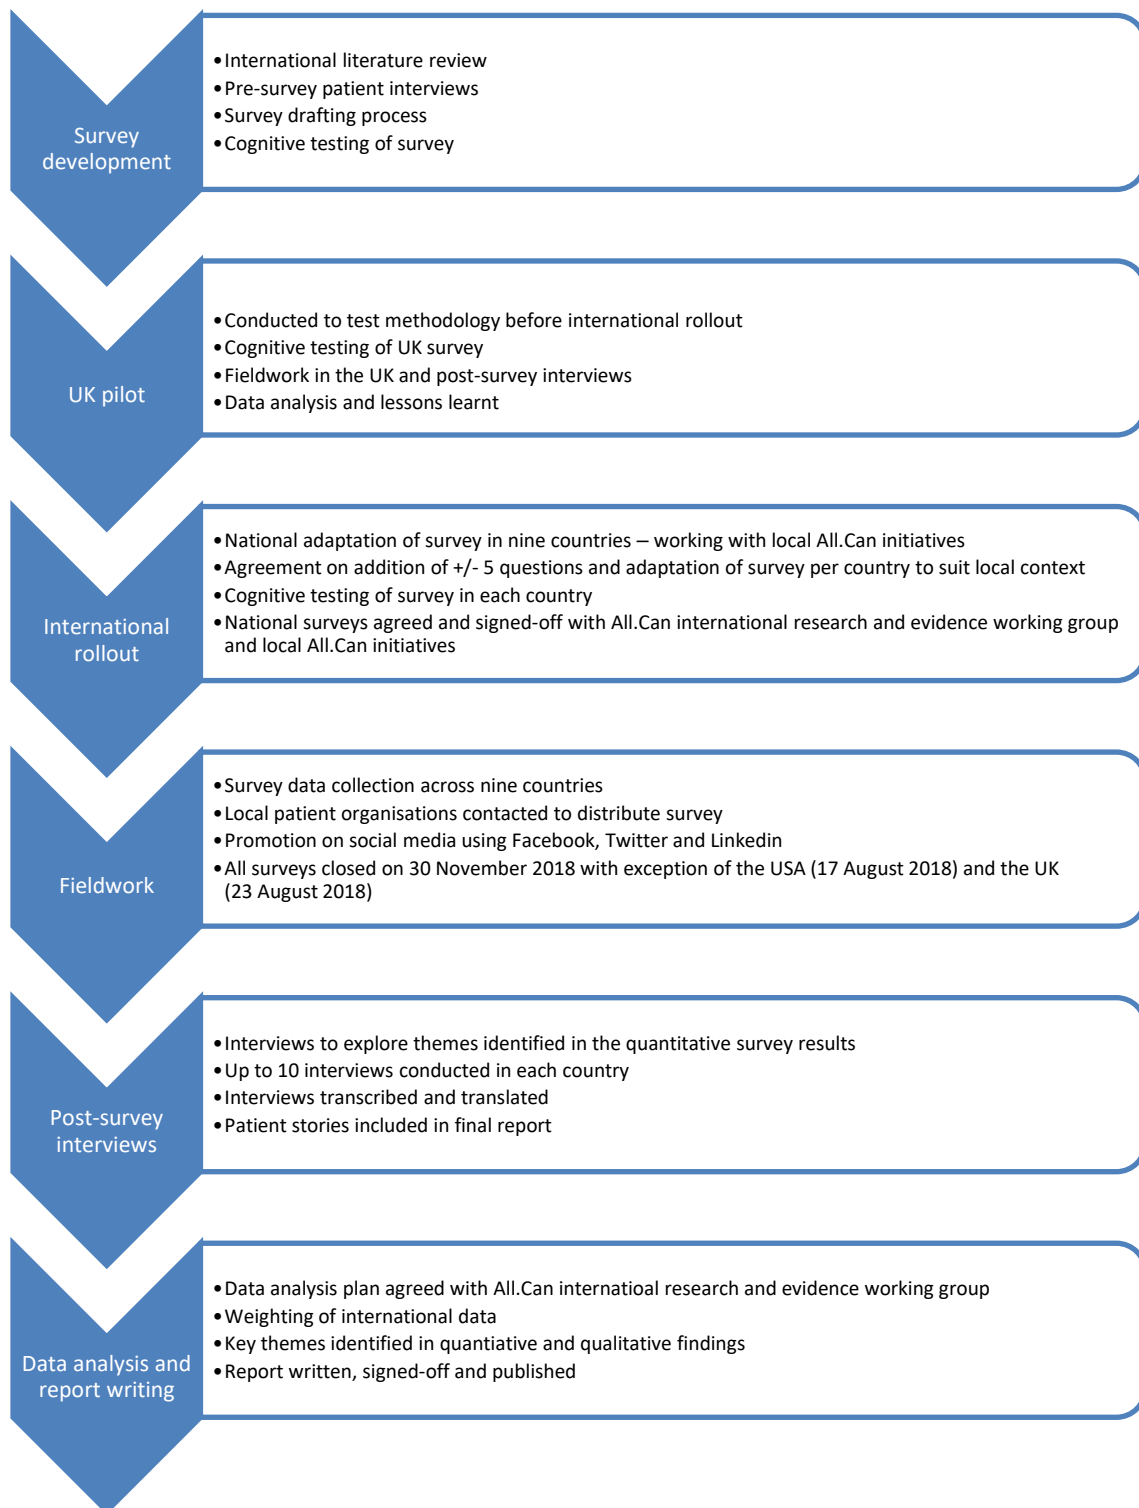 Survey
development
•International literature review
•Pre-survey patient interviews
•Survey drafting process
•Cognitive testing of survey
UK pilot
•Conducted to test methodology before international rollout
•Cognitive testing of UK survey
•Fieldwork in the UK and post-survey interviews
•Data analysis and lessons learnt
International
rollout
•National adaptation of survey in nine countries – working with local All.Can initiatives
•Agreement on addition of +/- 5 questions and adaptation of survey per country to suit local context
•Cognitive testing of survey in each country
•National surveys agreed and signed-off with All.Can international research and evidence working group
and local All.Can initiatives
Fieldwork
•Survey data collection across nine countries
•Local patient organisations contacted to distribute survey
•Promotion on social media using Facebook, Twitter and Linkedin
•All surveys closed on 30 November 2018 with exception of the USA (17 August 2018) and the UK
(23 August 2018)
Post-survey
interviews
•Interviews to explore themes identified in the quantitative survey results
•Up to 10 interviews conducted in each country
•Interviews transcribed and translated
•Patient stories included in final report
Data analysis and
report writing
•Data analysis plan agreed with All.Can internatioal research and evidence working group
•Weighting of international data
•Key themes identified in quantiative and qualitative findings
•Report written, signed-off and published